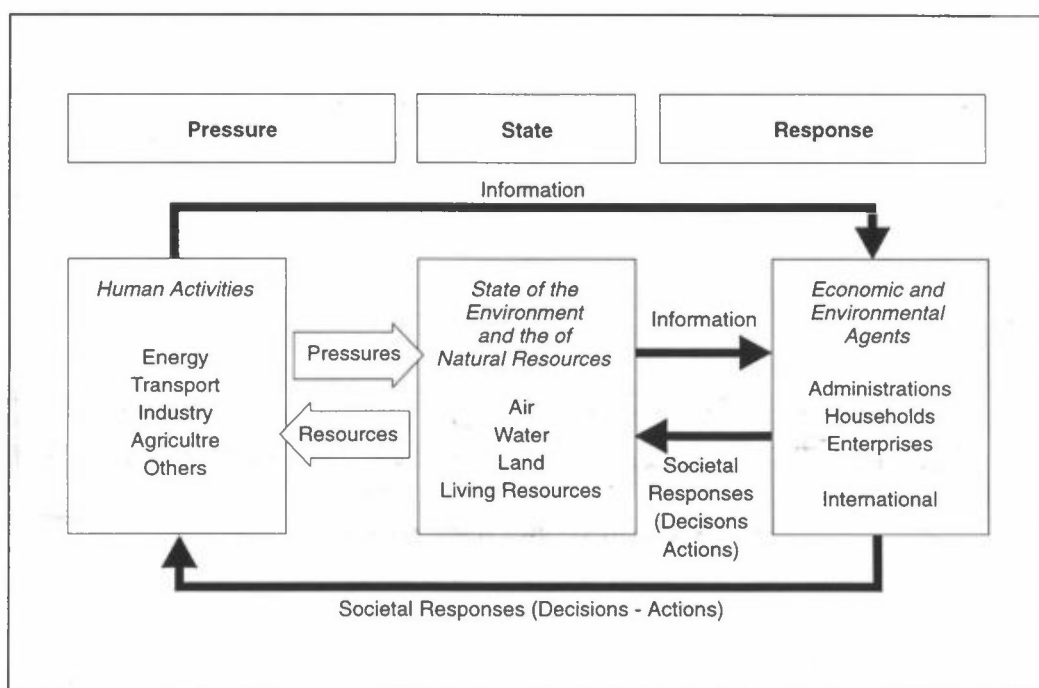 Pressure
State
Response
Information
Human Activities
Energy
Transport
Industry
Agricultre
Others
Pressures
Resources
State of the
Environment
and the of
Natural Resources
Air
Water
Land
Living Resources
Information
Societal
Responses
(Decisons
Actions)
Economic and
Environmental
Agents
Administrations
Households
Enterprises
International
Societal Responses (Decisions - Actions)